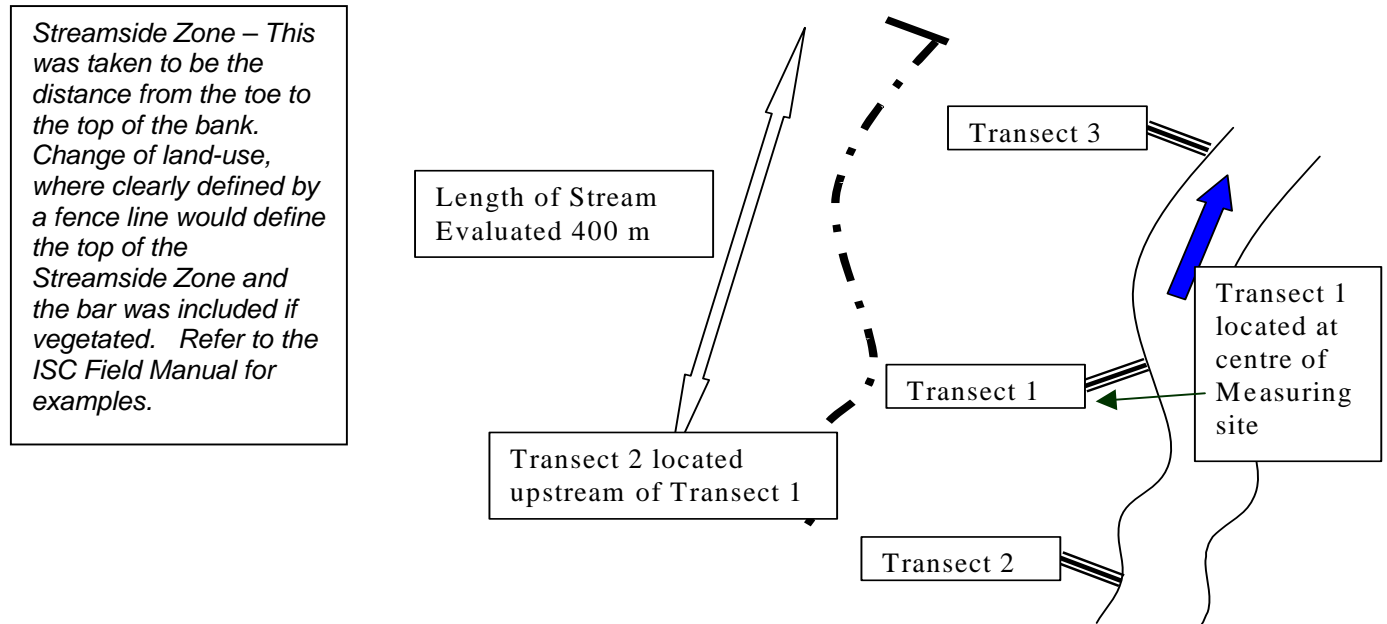 Streamside Zone – This
was taken to be the
distance from the toe to
the top of the bank.
Change of land-use,
where clearly defined by
a fence line would define
the top of the
Streamside Zone and
the bar was included if
vegetated. Refer to the
ISC Field Manual for
examples.
Length of Stream
Evaluated 400 m
Transect 3
Transect 1
located at
centre of
Measuring
site
Transect 1
Transect 2 located
upstream of Transect 1
Transect 2